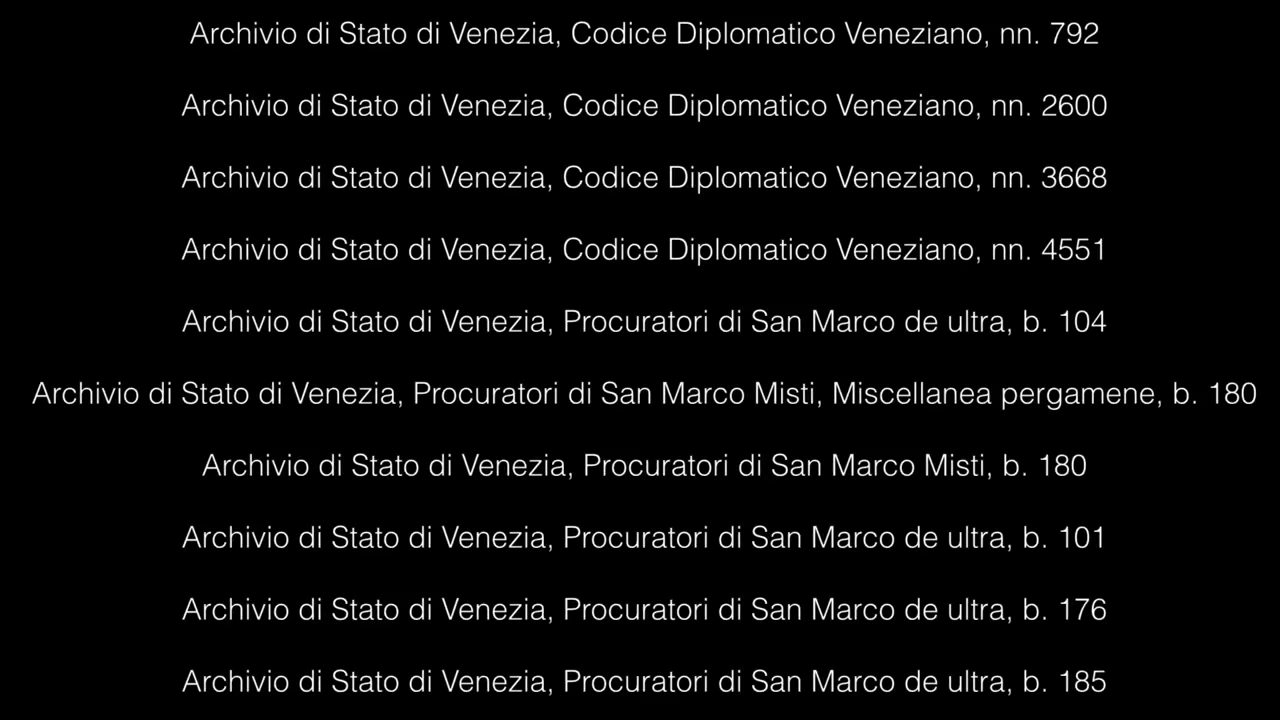 Archivio di Stato di Venezia, Codice Diplomatico Veneziano, nn. 792
Archivio di Stato di Venezia, Codice Diplomatico Veneziano, nn. 2600
Archivio di Stato di Venezia, Codice Diplomatico Veneziano, nn. 3668
Archivio di Stato di Venezia, Codice Diplomatico Veneziano, nn. 4551
Archivio di Stato di Venezia, Procuratori di San Marco de ultra, b. 104
Archivio di Stato di Venezia, Procuratori di San Marco Misti, Miscellanea pergamene, b. 180
Archivio di Stato di Venezia, Procuratori di San Marco Misti, b. 180
Archivio di Stato di Venezia, Procuratori di San Marco de ultra, b. 101
Archivio di Stato di Venezia, Procuratori di San Marco de ultra, b. 176
Archivio di Stato di Venezia, Procuratori di San Marco de ultra, b. 185